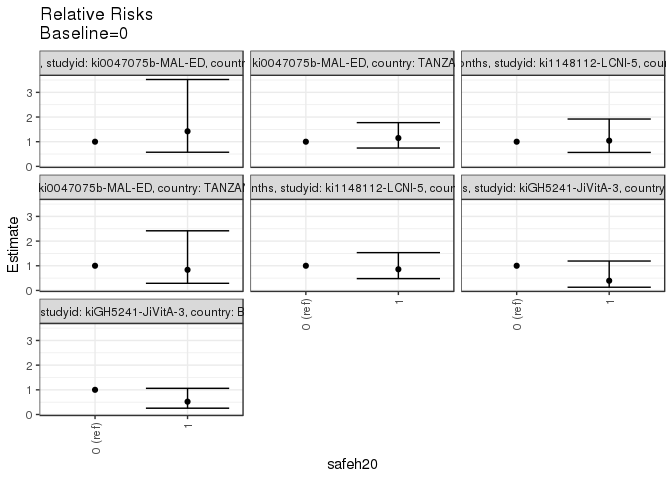 Relative Risks
Baseline=0
, studyid: ki0047075b-MAL-ED, countr
ki0047075b-MAL-ED, country: TANZA
nths, studyid: ki1148112-LCNI-5, cou
3
2
1
0
ki0047075b-MAL-ED, country: TANZAN
nths, studyid: ki1148112-LCNI-5, coun
s, studyid: kiGH5241-JiVitA-3, country
3
2
1
0
studyid: kiGH5241-JiVitA-3, country: B
3
2
1
0
0 (ref)
1
0 (ref)
1
0 (ref)
1
Estimate
safeh20